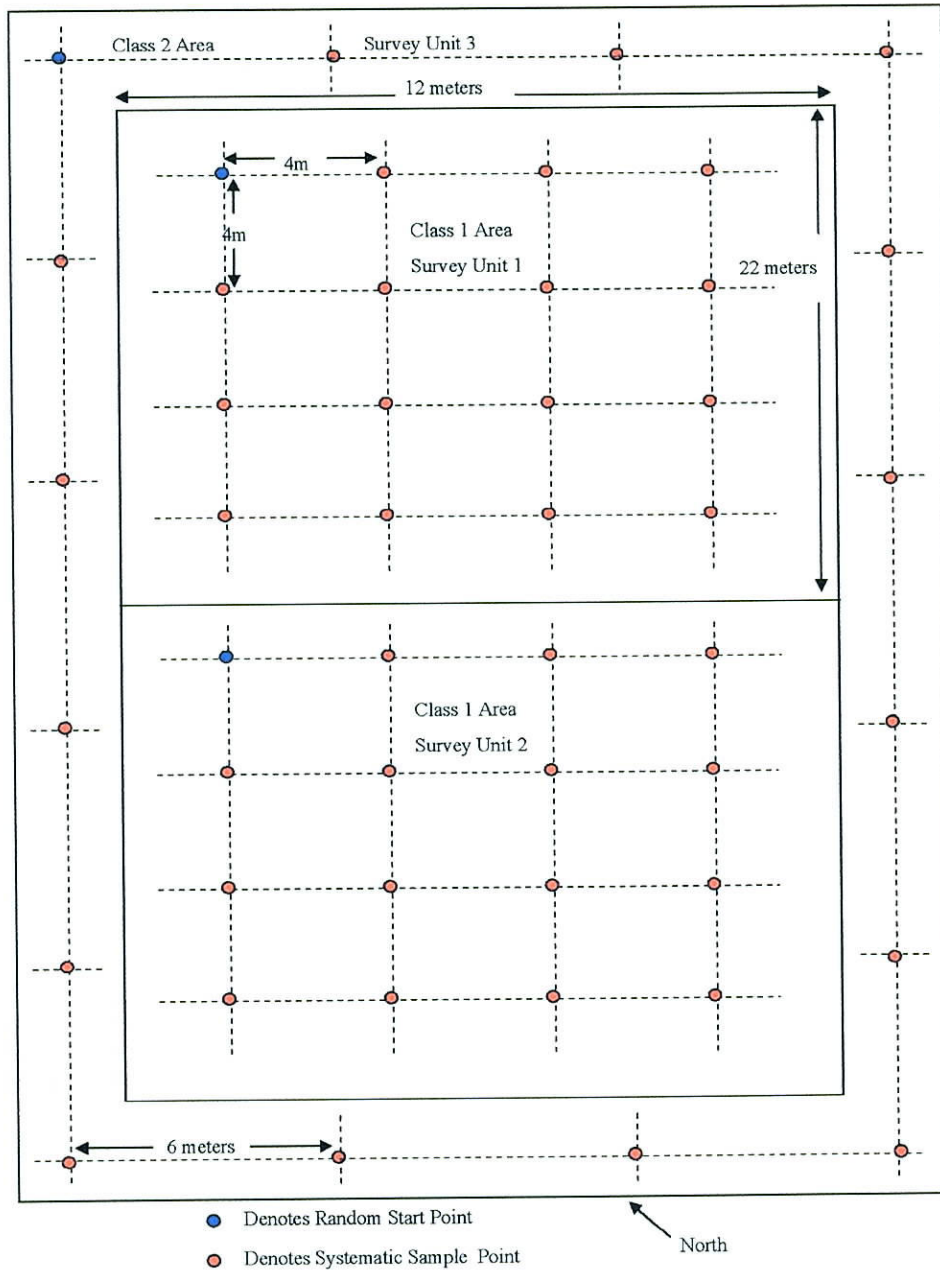 Class 2 Area
Survey Unit 3
12 meters
4m
4m
Class 1 Area
Survey Unit 1
22 meters
Class 1 Area
Survey Unit 2
6 meters
Denotes Random Start Point
North
Denotes Systematic Sample Point